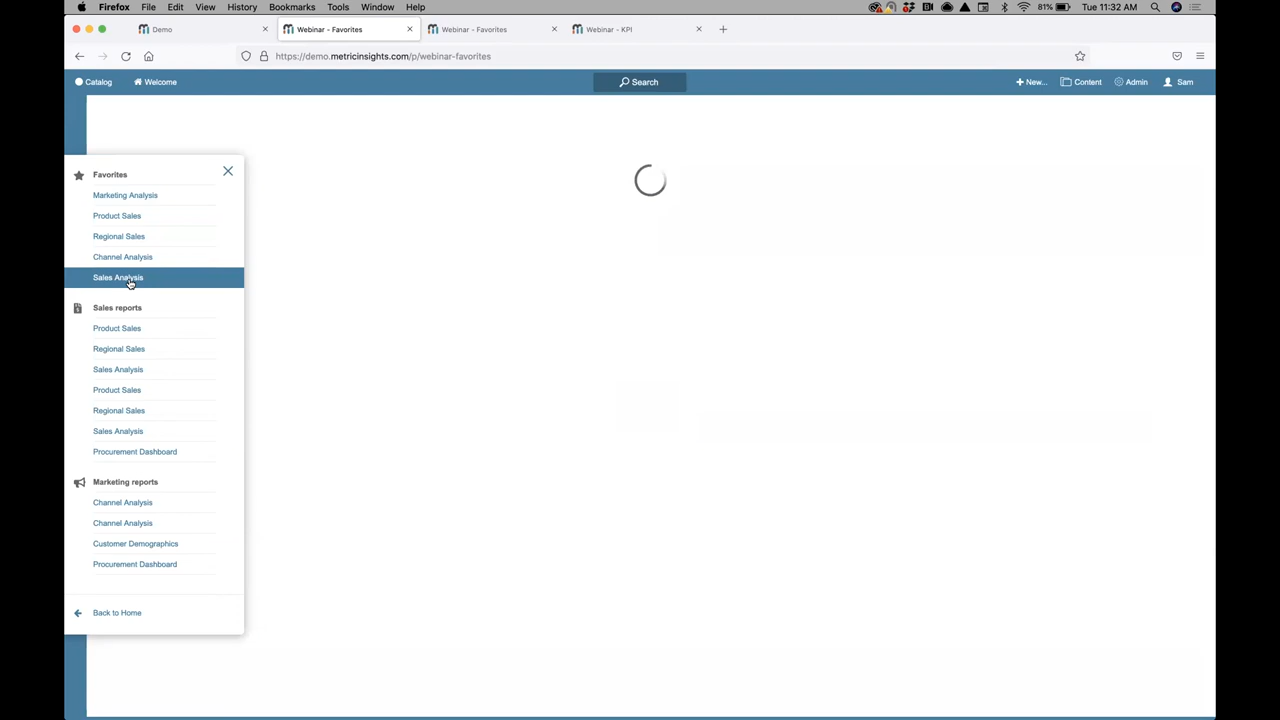 Firefox File Edit View History Bookmarks Tools Window Help 81% Tue 11:32 AM
Demo Webinar - Favorites Webinar - Favorites Webinar - KPI
https://demo.metricinsights.com/p/webinar-favorites
Catalog Welcome Search New... Content Admin Sam
Favorites
Marketing Analysis
Product Sales
Regional Sales
Channel Analysis
Sales Analysis
Sales reports
Product Sales
Regional Sales
Sales Analysis
Product Sales
Regional Sales
Sales Analysis
Procurement Dashboard
Marketing reports
Channel Analysis
Channel Analysis
Customer Demographics
Procurement Dashboard
Back to Home